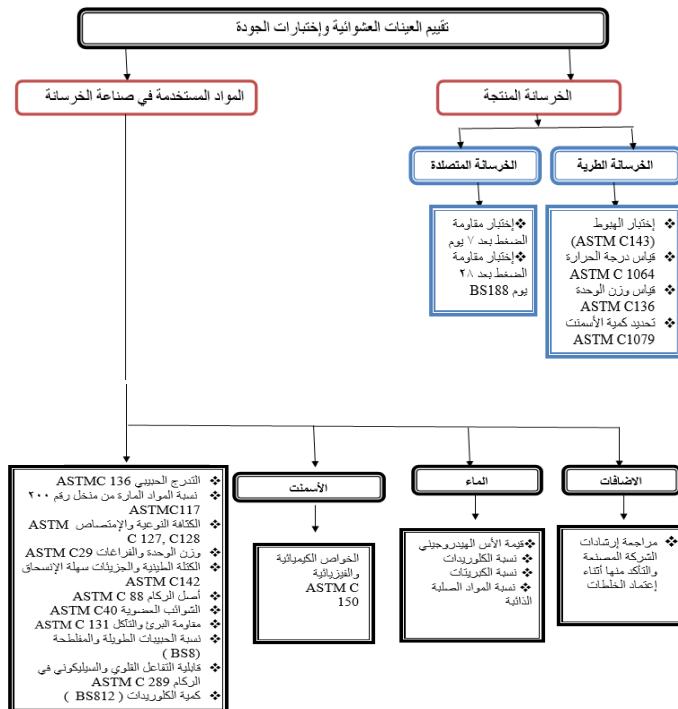 تقييم العينات العشوائية وإختبارات الجودة
الخرسانة المنتجة
المواد المستخدمة في صناعة الخرسانة
الخرسانة الطرية
الخرسانة المتصلدة
❖ إختبار الهبوط
(ASTM C143)
❖ قياس درجة الحرارة
ASTM C 1064
❖ قياس وزن الوحدة
ASTM C136
❖ تحديد كمية الأسمنت
ASTM C1079
❖إختبار مقاومة
الضغط بعد ٧ يوم
❖إختبار مقاومة
الضغط بعد ٢٨
يوم BS188
الاضافات
الماء
الأسمنت
❖ مراجعة إرشادات
الشركة المصنعة
والتأكد منها أثناء
إعتماد الخلطات
❖قيمة الأس الهيدروجيني
❖ نسبة الكلوريدات
❖ نسبة الكبريتات
❖ نسبة المواد الصلبة
الذائبة
الخواص الكيميائية
والفيزيائية
ASTM C
150
❖ التدرج الحبيبي ASTMC 136
❖ نسبة المواد المارة من منخل رقم ٢٠٠
ASTMC117
❖ الكثافة النوعية والإمتصاص ASTM
C 127, C128
❖ وزن الوحدة والفراغات ASTM C29
❖ الكتلة الطينية والجزيئات سهلة الإنسحاق
ASTM C142
❖ أصل الركام ASTM C 88
❖ الشوائب العضوية ASTM C40
❖ مقاومة البرئ والتآكل ASTM C 131
❖ نسبة الحبيبات الطويلة والمفلطحة
(BS8 )
❖ قابلية التفاعل القلوي والسيليكوني في
الركام ASTM C 289
❖ كمية الكلوريدات ( BS812 )